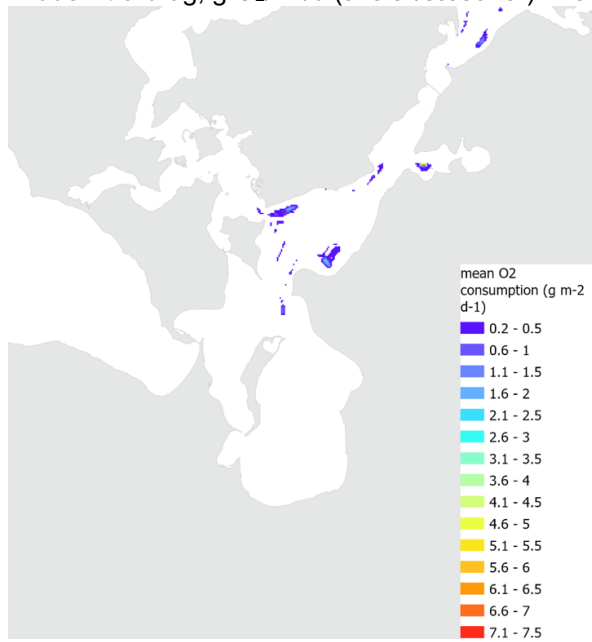 mean O2
consumption (g m-2
d-1)
0.2 - 0.5
0.6 - 1
1.1 - 1.5
1.6 - 2
2.1 - 2.5
2.6 - 3
3.1 - 3.5
3.6 - 4
4.1 - 4.5
4.6 - 5
5.1 - 5.5
5.6 - 6
6.1 - 6.5
6.6 - 7
7.1 - 7.5